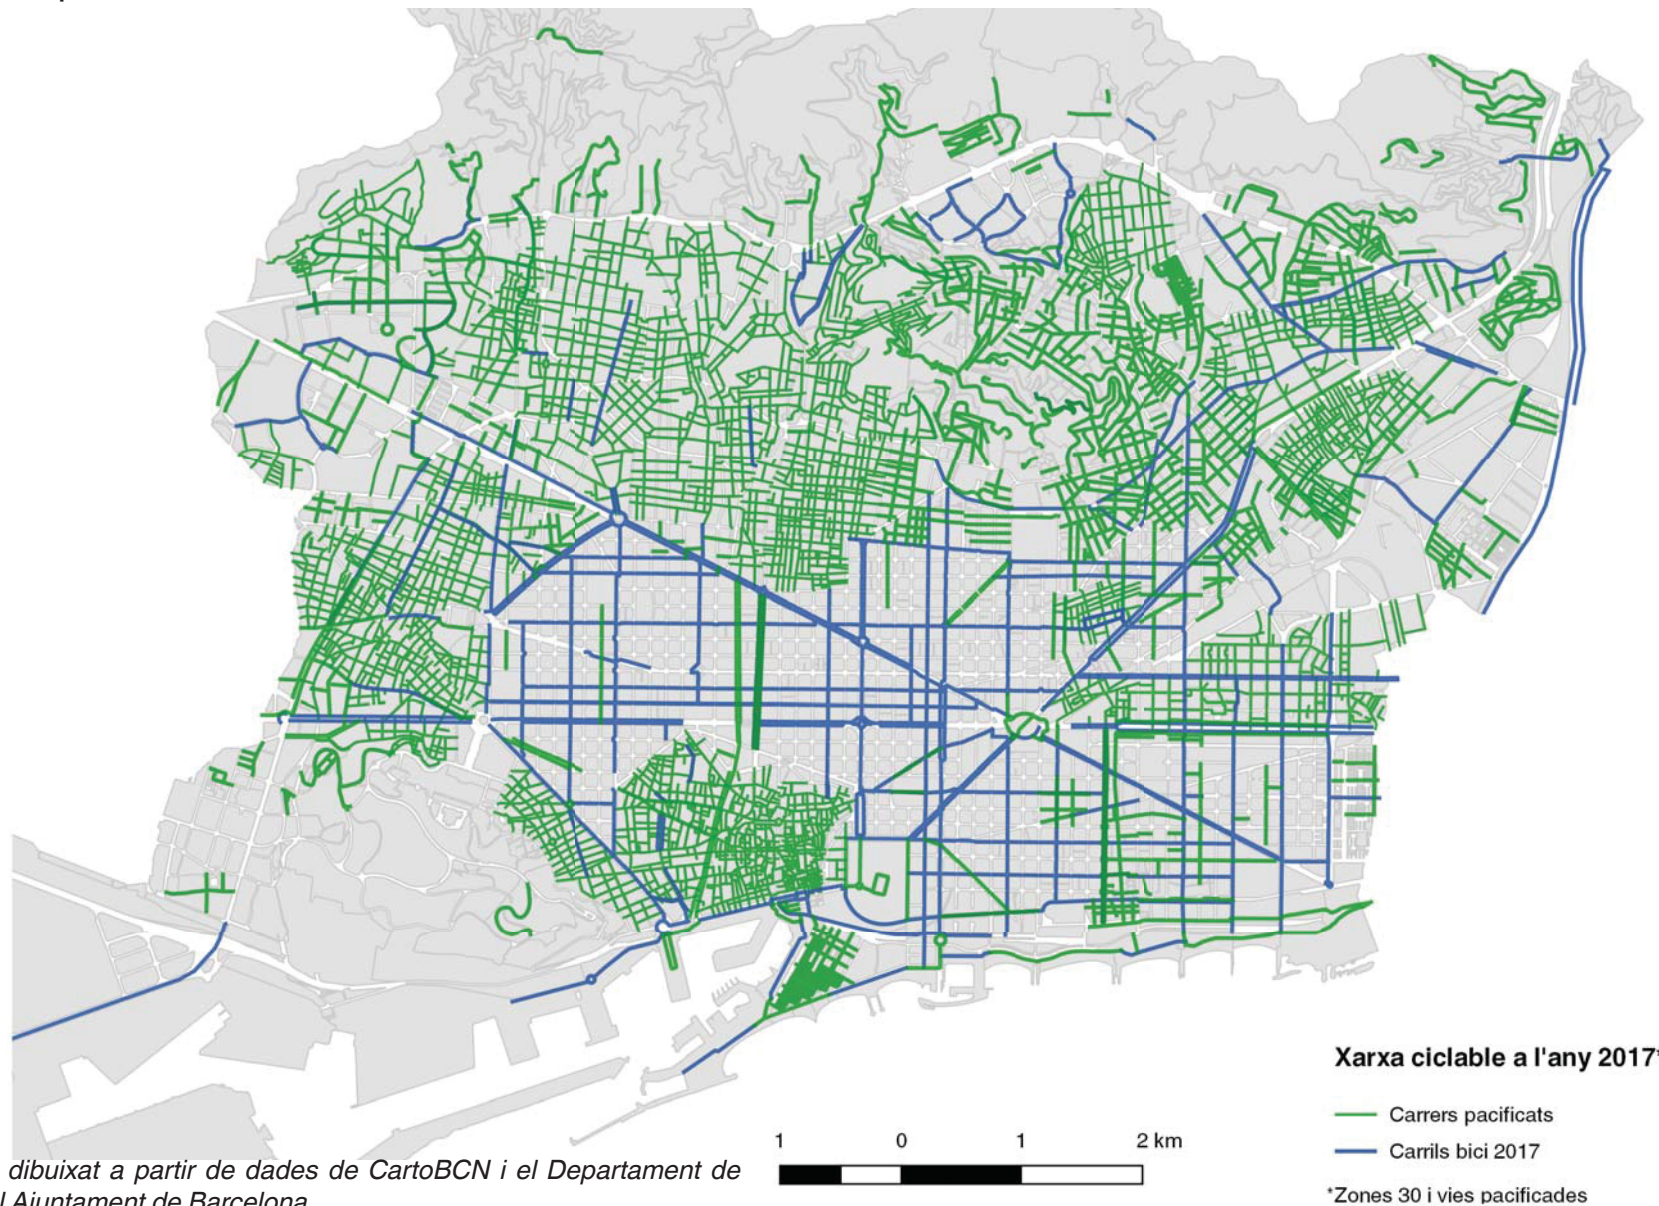 Xarxa ciclable a l'any 2017*
Carrers pacificats
Carrils bici 2017
*Zones 30 i vies pacificades
1 0 1 2 km
dibuixat a partir de dades de CartoBCN i el Departament de
Ajuntament de Barcelona